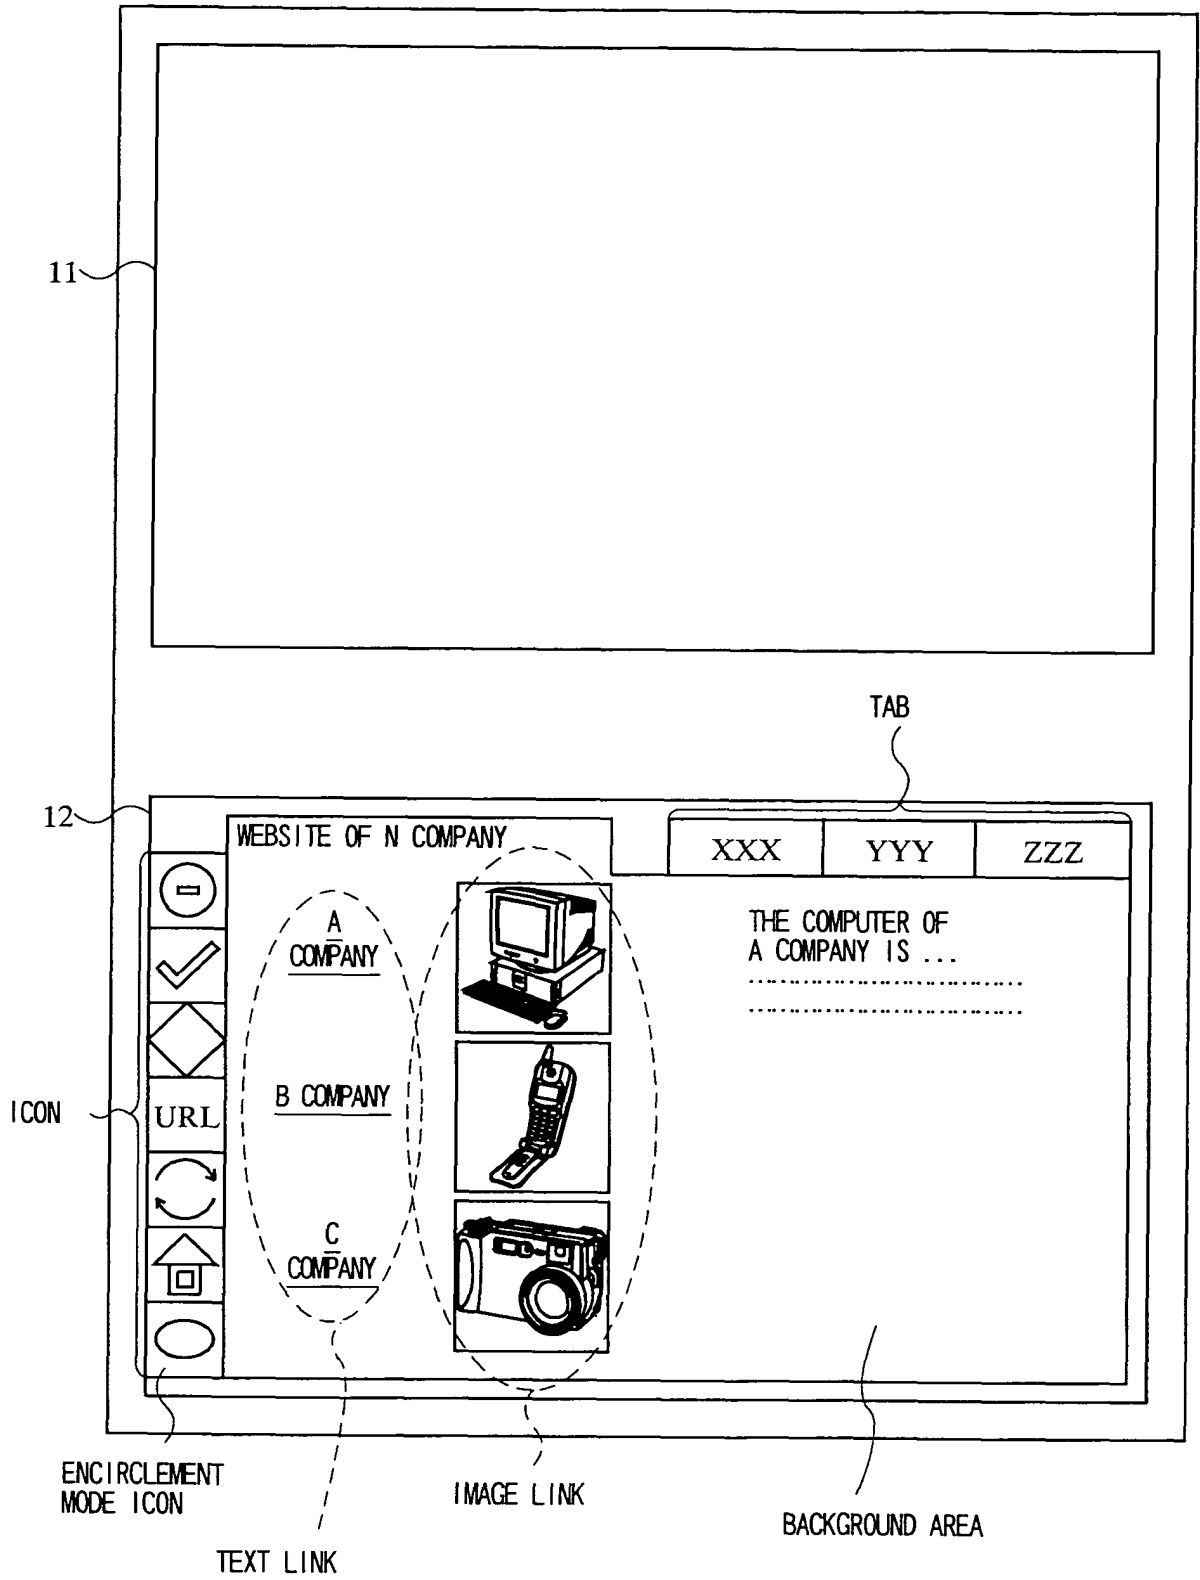 11
TAB
12
WEBSITE OF N COMPANY
XXX
YYY
ZZZ
A
COMPANY
THE COMPUTER OF
A COMPANY IS ...
B COMPANY
ICON
URL
C
COMPANY
ENCIRCLEMENT
MODE ICON
IMAGE LINK
BACKGROUND AREA
TEXT LINK